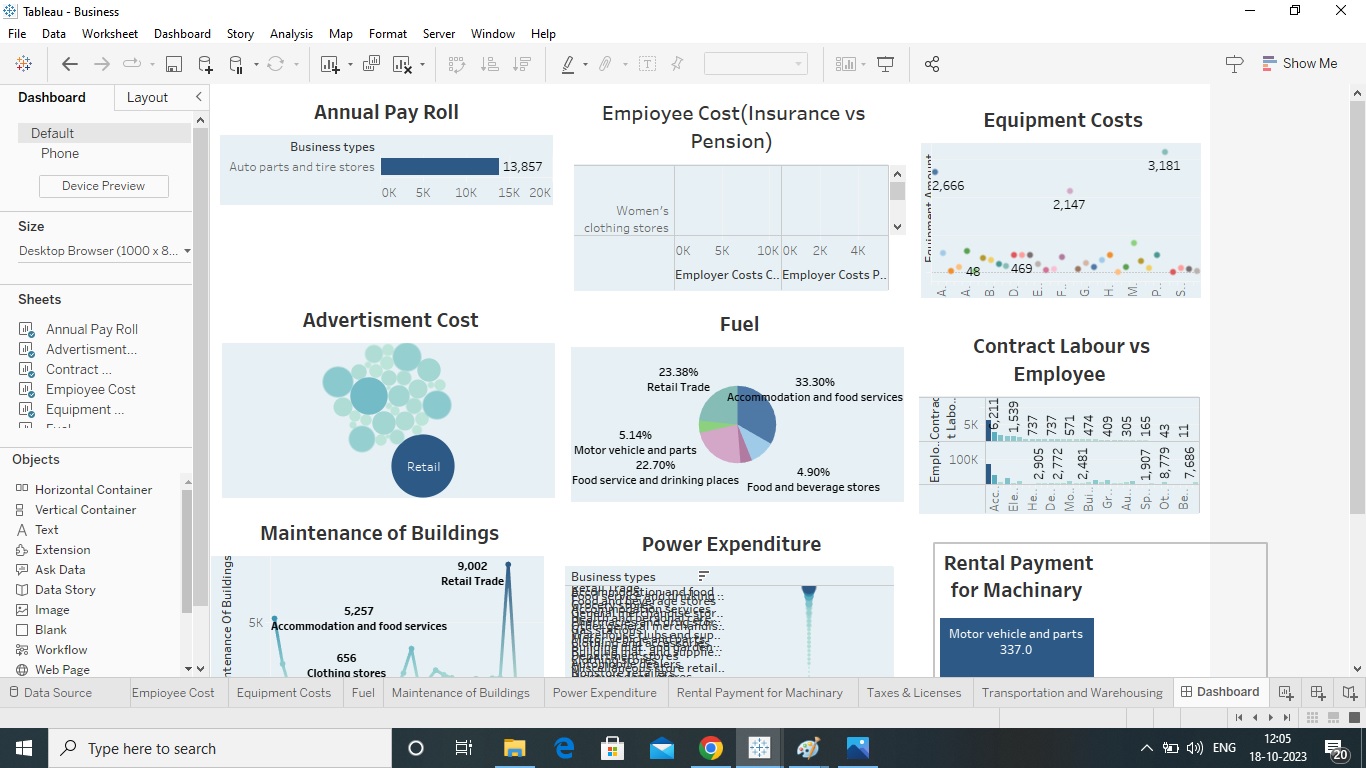 Tableau - Business
File Data Worksheet Dashboard Story Analysis Map Format Server Window Help
Show Me
Dashboard Layout
Default
Phone
Device Preview
Size
Desktop Browser (1000 x 8...
Sheets
Annual Pay Roll
Advertisment...
Contract ...
Empioyee Cost
Equipment ...
Objects
Horizontal Container
Vertical Container
Text
Extension
Ask Data
Data Story
Image
Blank
Workflow
Web Page
Annual Pay Roll
Business types
Auto parts and tire stores 13,857
0K 5K 10K 15K 20K
Empioyee Cost(Insurance vs
Pension)
Women's
clothing stores
0K 5K 10K 0K 2K 4K
Employer Costs C.. Employer Costs P..
Equipment Costs
Equipment Amount
3,181
2,666
2,147
48 469
A. A. B. D. E. F. G. H. M. P. S.
Advertisment Cost
Retail
Fuel
23.38%
Retail Trade
33.30%
Accommodation and food services
5.14%
Motor vehicle and parts
22.70%
Food service and drinking places
4.90%
Food and beverage stores
Contract Labour vs
Employee
Contrac
t Labo..
5K
6,211 1,539 737 737 571 474 409 305 165 43 11
Emplo..
100K
2,905 2,772 2,481 1,907 8,779 7,686
Acc.. Ele.. He.. De.. Mo.. Bui.. Gr.. Au.. Sp.. Ot.. Be..
Maintenance of Buildings
ntenance Of Buildings
9,002
Retail Trade
5,257
Accommodation and food services
5K
656
Clothing stores
Power Expenditure
Business types
Rental Payment
for Machinary
Motor vehicle and parts
337.0
Data Source Empioyee Cost Equipment Costs Fuel Maintenance of Buildings Power Expenditure Rental Payment for Machinary Taxes & Licenses Transportation and Warehousing Dashboard
Type here to search
ENG
12:05
18-10-2023
20